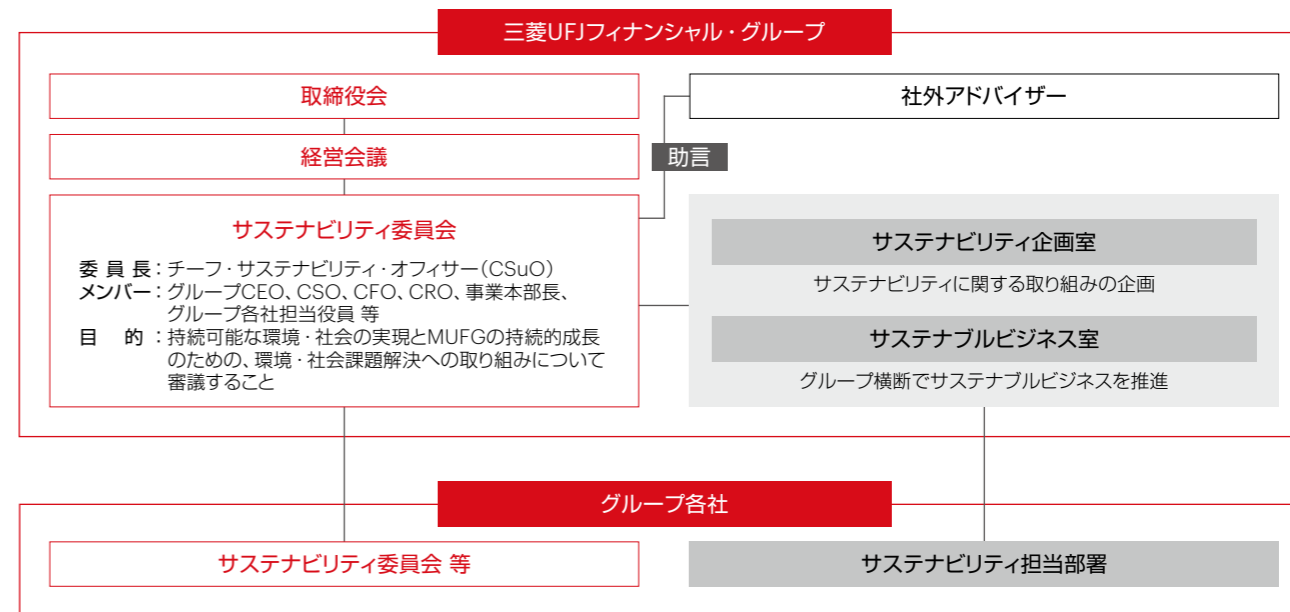 三菱UFJフィナンシャル・グループ
取締役会
社外アドバイザー
経営会議
助言
サステナビリティ委員会
委員長：チーフ・サステナビリティ・オフィサー（CSuO）
メンバー：グループCEO、CSO、CFO、CRO、事業本部長、
グループ各社担当役員 等
目的：持続可能な環境・社会の実現とMUFGの持続的成長
のための、環境・社会課題解決への取り組みについて
審議すること
サステナビリティ企画室
サステナビリティに関する取り組みの企画
サステナブルビジネス室
グループ横断でサステナブルビジネスを推進
グループ各社
サステナビリティ委員会 等
サステナビリティ担当部署